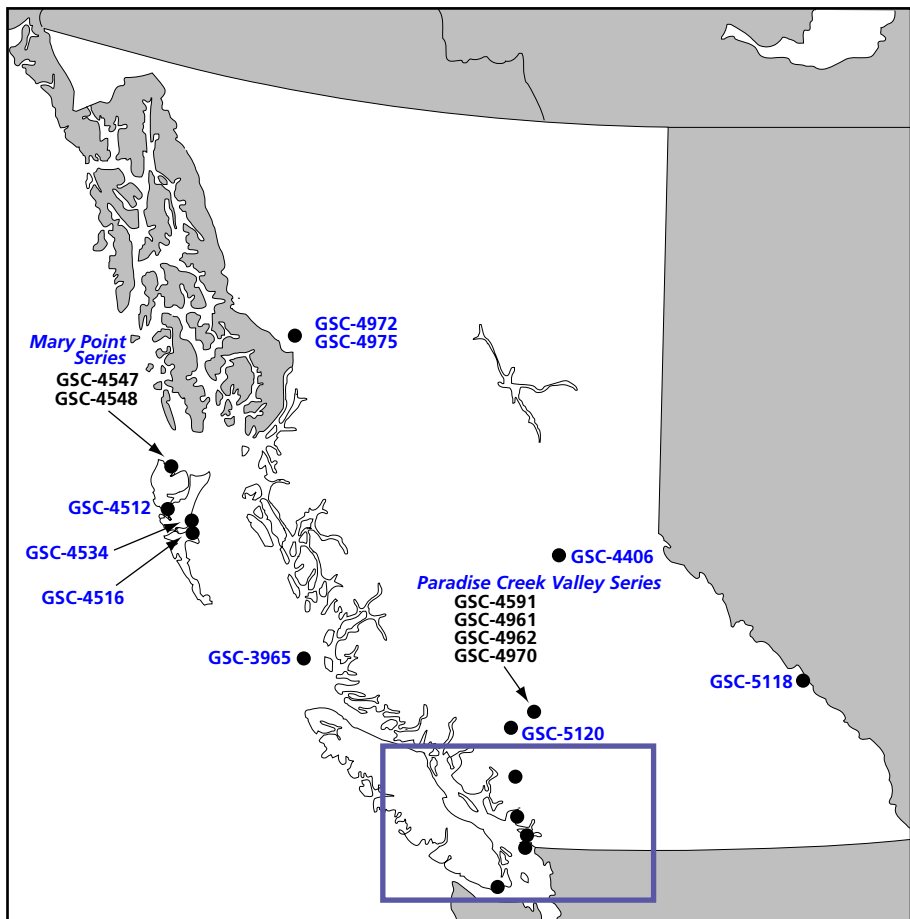 GSC-4972
GSC-4975
Mary Point
Series
GSC-4547
GSC-4548
GSC-4512
GSC-4534
GSC-4516
GSC-4406
Paradise Creek Valley Series
GSC-4591
GSC-4961
GSC-4962
GSC-4970
GSC-3965
GSC-5118
GSC-5120